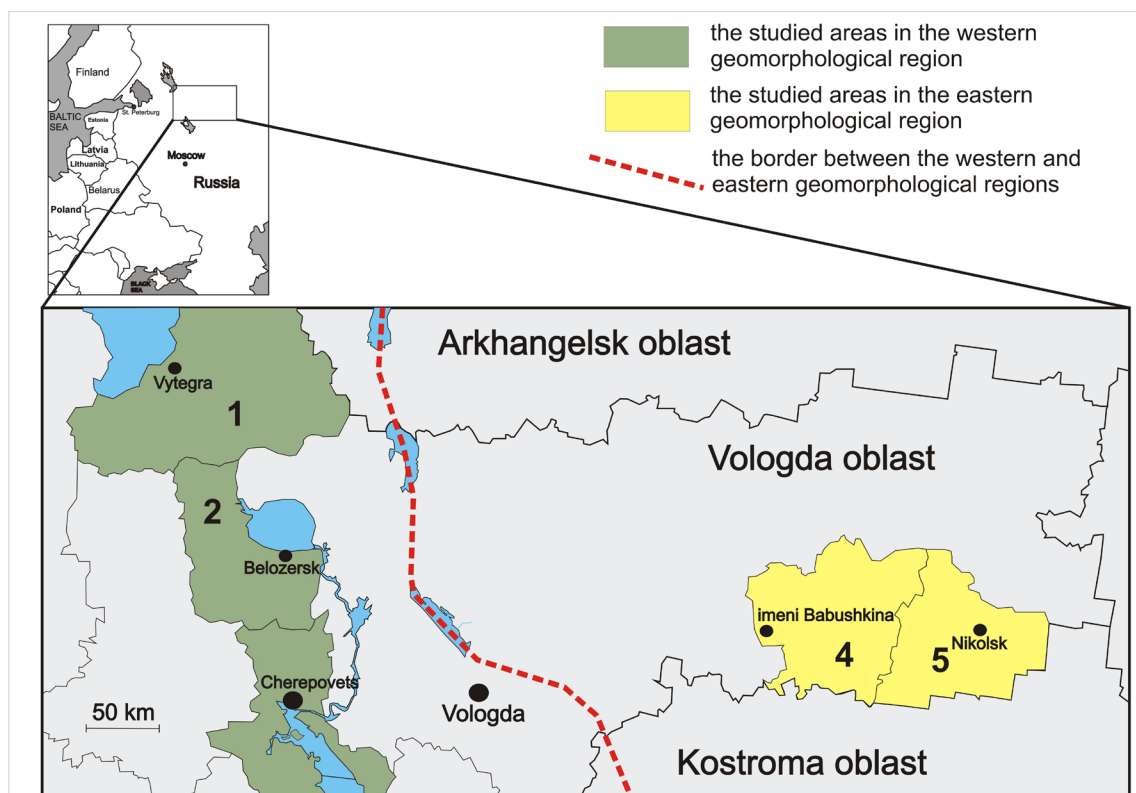 the studied areas in the western
geomorphological region
the studied areas in the eastern
geomorphological region
the border between the western and
eastern geomorphological regions
Finland
St. Peterburg
BALTIC
SEA
Estonia
Latvia
Lithuania
Moscow
Russia
Belarus
Poland
BLACK
SEA
Arkhangelsk oblast
Vytegra
1
Vologda oblast
2
Belozersk
imeni Babushkina
4
5
Nikolsk
Cherepovets
50 km
Vologda
Kostroma oblast